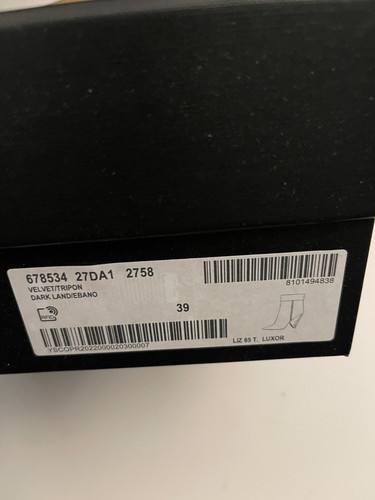 678534 27DA1 2758
VELVET/TRIPON
8101494838
DARK LAND/EBANO
RFID
39
YSCOPR2022000020300007
LIZ 65 T. LUXOR